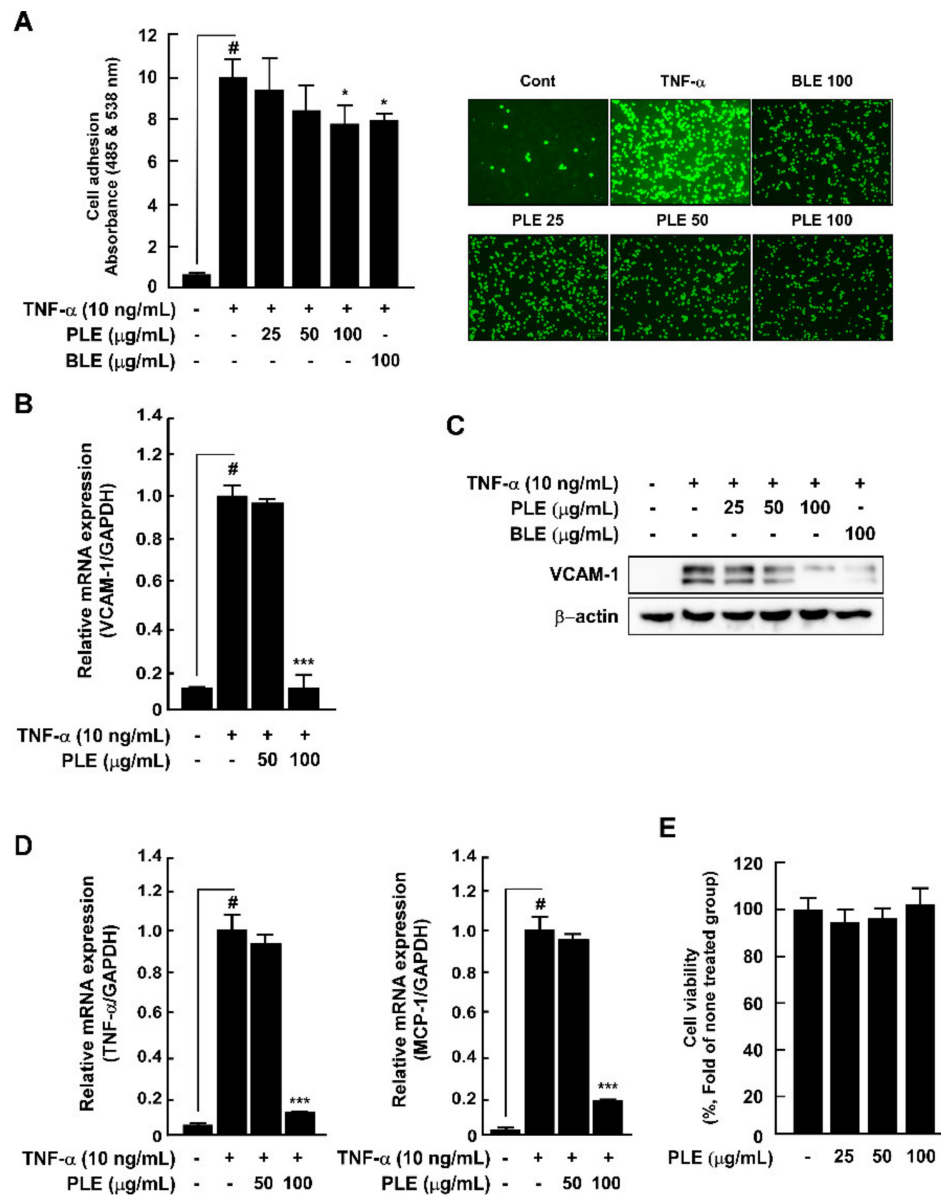 A
Cell adhesion
Absorbance (485 & 538 nm)
12
10
8
6
4
2
0
#
*
*
TNF-α (10 ng/mL) - + + + + +
PLE (μg/mL) - - 25 50 100 -
BLE (μg/mL) - - - - - 100
Cont TNF-α BLE 100
PLE 25 PLE 50 PLE 100
B
Relative mRNA expression
(VCAM-1/GAPDH)
1.4
1.2
1.0
0.6
0.4
0.2
0
#
***
TNF-α (10 ng/mL) - + + +
PLE (μg/mL) - - 50 100
C
TNF-α (10 ng/mL) - + + + + +
PLE (μg/mL) - - 25 50 100 -
BLE (μg/mL) - - - - - 100
VCAM-1
β-actin
D
Relative mRNA expression
(TNF-α/GAPDH)
1.4
1.2
1.0
0.8
0.4
0.2
0
#
***
TNF-α (10 ng/mL) - + + +
PLE (μg/mL) - - 50 100
Relative mRNA expression
(MCP-1/GAPDH)
1.4
1.2
1.0
0.8
0.4
0.2
0
#
***
TNF-α (10 ng/mL) - + + +
PLE (μg/mL) - - 50 100
E
Cell viability
(%, Fold of none treated group)
120
100
80
60
40
20
0
PLE (μg/mL) - 25 50 100